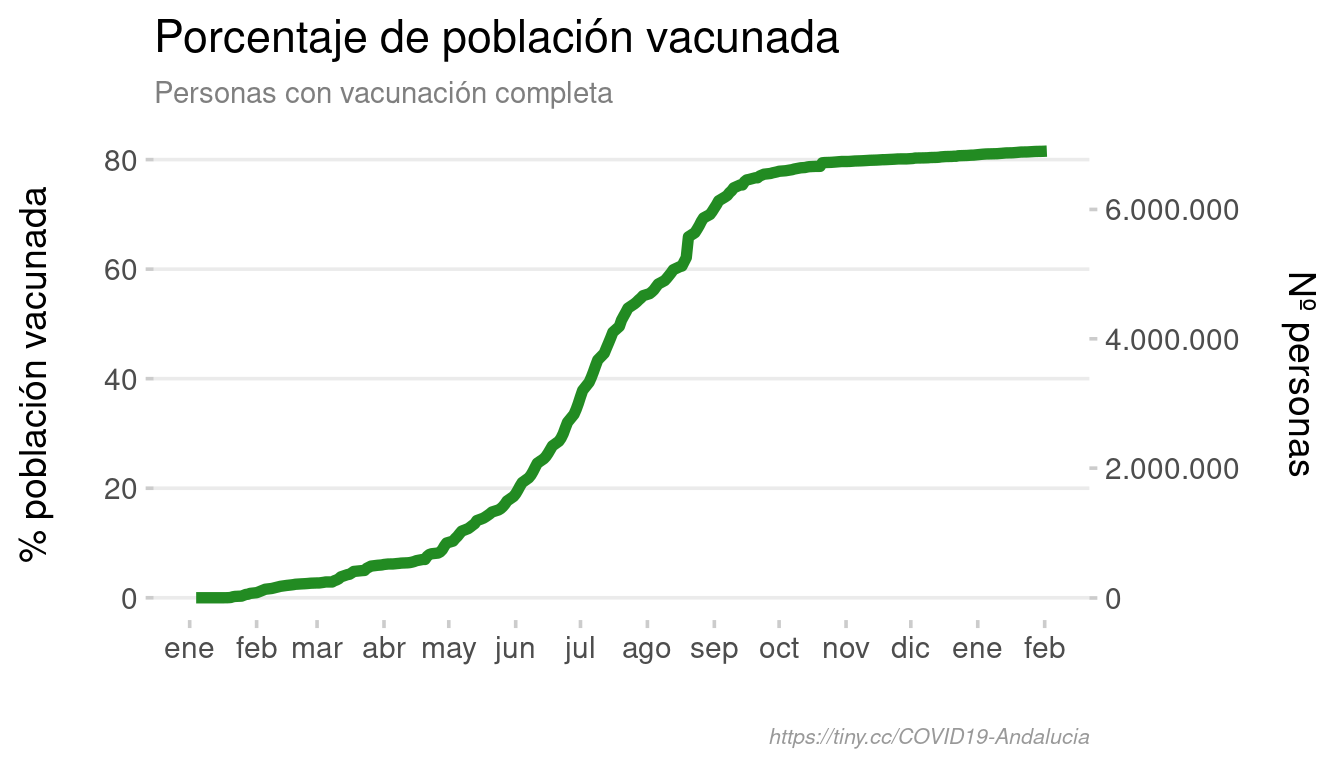 Porcentaje de población vacunada
Personas con vacunación completa
% población vacunada
80
60
40
20
0
6.000.000
4.000.000
2.000.000
0
Nº personas
ene feb mar abr may jun jul ago sep oct nov dic ene feb
https://tiny.cc/COVID19-Andalucia